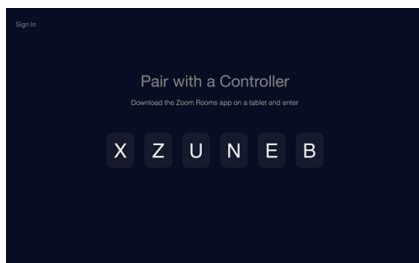 Sign In
Pair with a Controller
Download the Zoom Rooms app on a tablet and enter
X Z U N E B